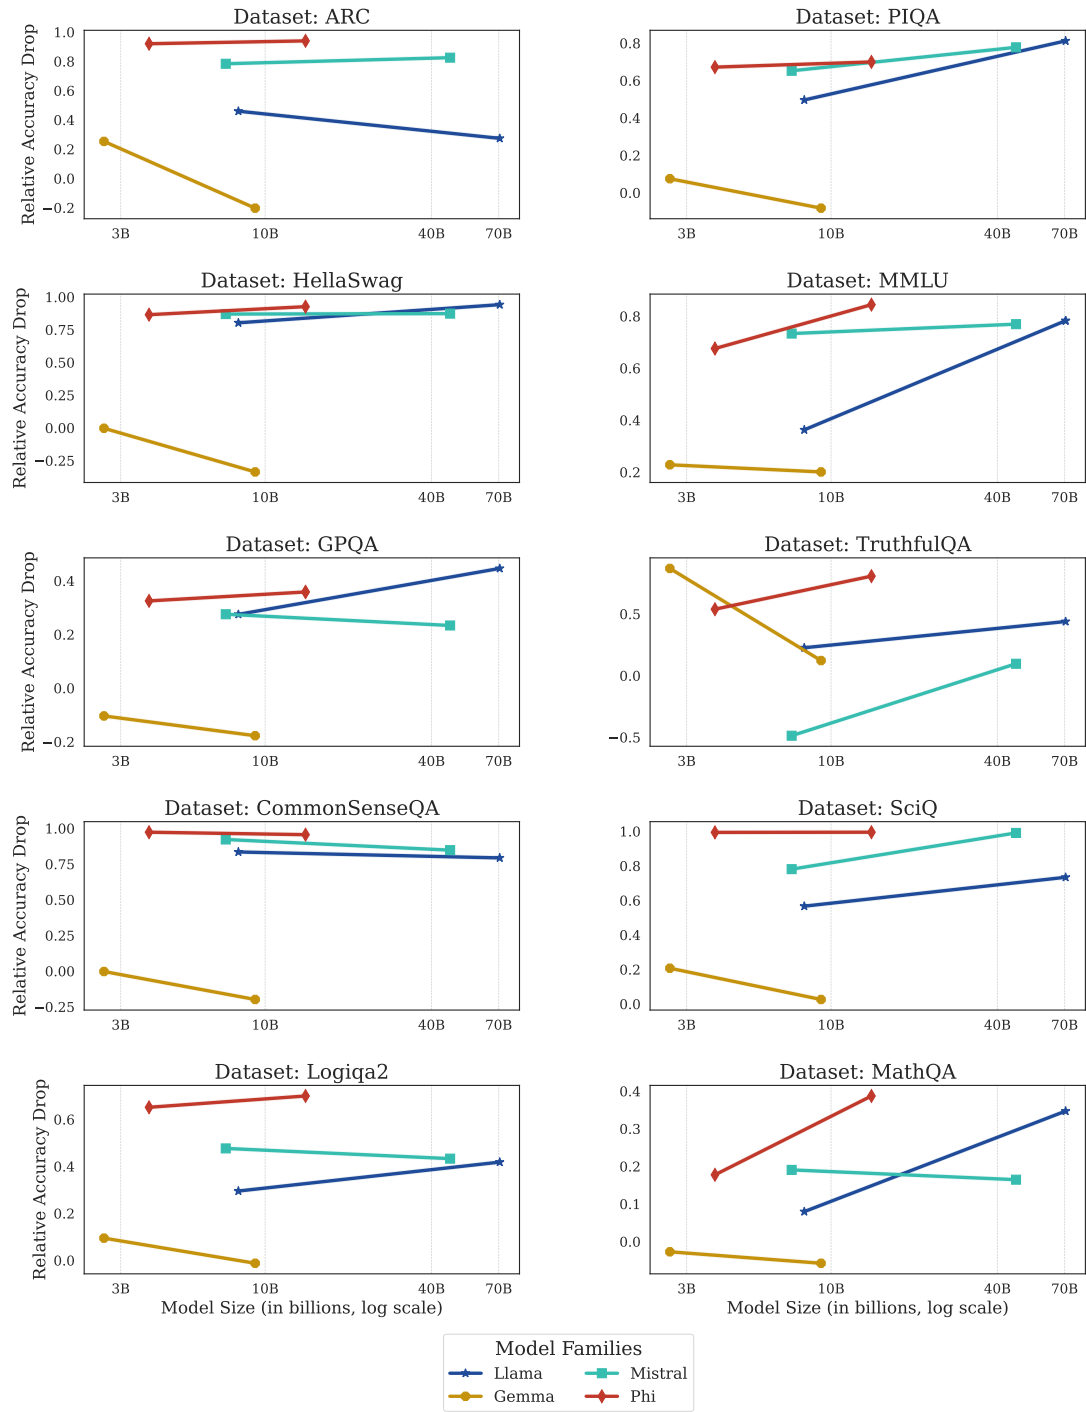 Dataset: ARC
Relative Accuracy Drop
1.0
0.8
0.6
0.4
0.2
0.0
−0.2
3B 10B 40B 70B
Dataset: PIQA
0.8
0.6
0.4
0.2
0.0
3B 10B 40B 70B
Dataset: HellaSwag
Relative Accuracy Drop
1.00
0.75
0.50
0.25
0.00
−0.25
3B 10B 40B 70B
Dataset: MMLU
0.8
0.6
0.4
0.2
3B 10B 40B 70B
Dataset: GPQA
Relative Accuracy Drop
0.4
0.2
0.0
−0.2
3B 10B 40B 70B
Dataset: TruthfulQA
0.5
0.0
−0.5
3B 10B 40B 70B
Dataset: CommonSenseQA
Relative Accuracy Drop
1.00
0.75
0.50
0.25
0.00
−0.25
3B 10B 40B 70B
Dataset: SciQ
1.0
0.8
0.6
0.4
0.2
0.0
3B 10B 40B 70B
Dataset: Logiqa2
Relative Accuracy Drop
0.6
0.4
0.2
0.0
3B 10B 40B 70B
Model Size (in billions, log scale)
Dataset: MathQA
0.4
0.3
0.2
0.1
0.0
3B 10B 40B 70B
Model Size (in billions, log scale)
Model Families
Llama Mistral
Gemma Phi